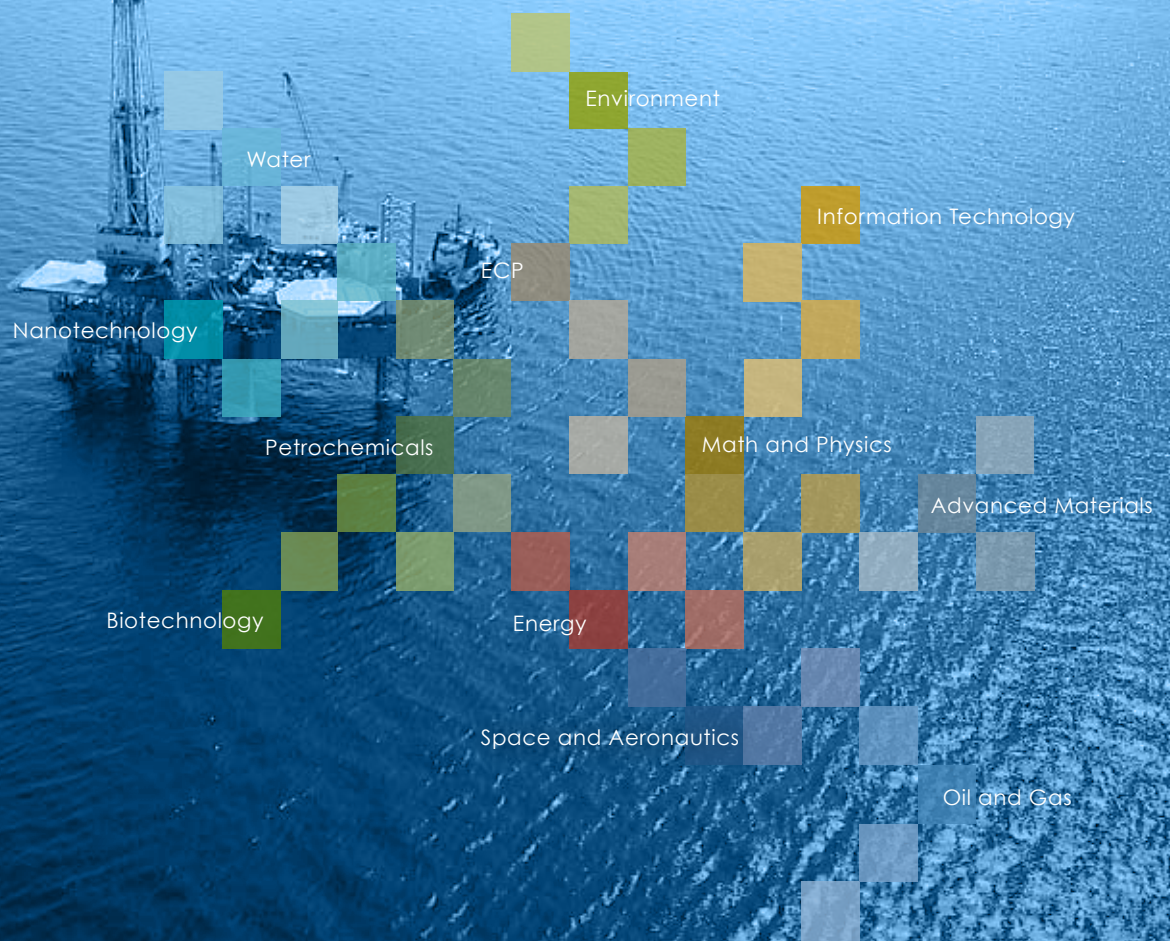 Environment
Water
Information Technology
ECP
Nanotechnology
Petrochemicals
Math and Physics
Advanced Materials
Biotechnology
Energy
Space and Aeronautics
Oil and Gas